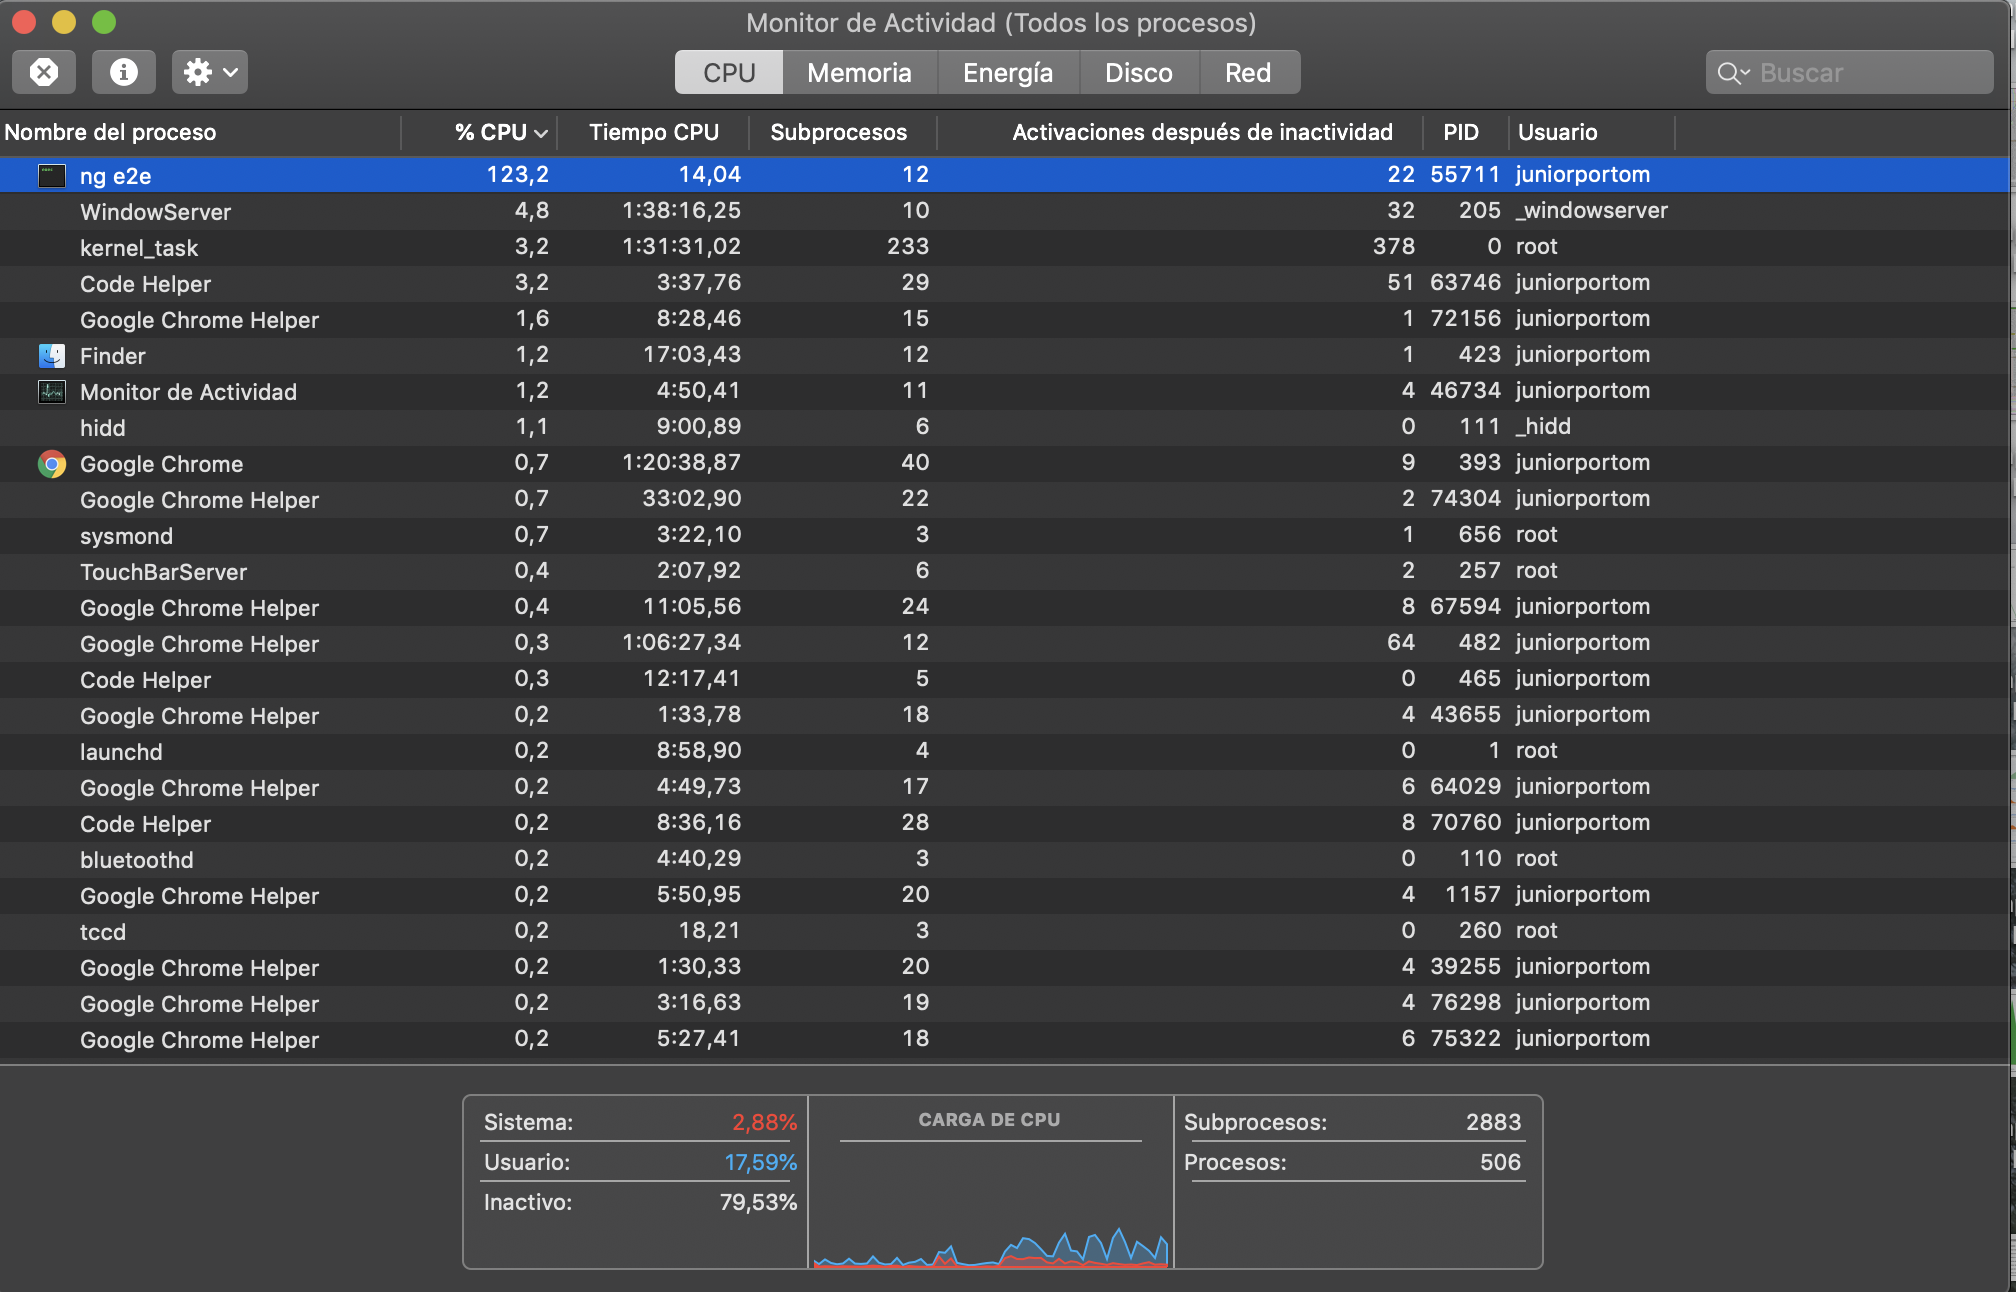 Monitor de Actividad (Todos los procesos)
CPU Memoria Energía Disco Red Buscar
Nombre del proceso % CPU Tiempo CPU Subprocesos Activaciones después de inactividad PID Usuario
ng e2e 123,2 14,04 12 22 55711 juniorportom
WindowServer 4,8 1:38:16,25 10 32 205 _windowserver
kernel_task 3,2 1:31:31,02 233 378 0 root
Code Helper 3,2 3:37,76 29 51 63746 juniorportom
Google Chrome Helper 1,6 8:28,46 15 1 72156 juniorportom
Finder 1,2 17:03,43 12 1 423 juniorportom
Monitor de Actividad 1,2 4:50,41 11 4 46734 juniorportom
hidd 1,1 9:00,89 6 0 111 _hidd
Google Chrome 0,7 1:20:38,87 40 9 393 juniorportom
Google Chrome Helper 0,7 33:02,90 22 2 74304 juniorportom
sysmond 0,7 3:22,10 3 1 656 root
TouchBarServer 0,4 2:07,92 6 2 257 root
Google Chrome Helper 0,4 11:05,56 24 8 67594 juniorportom
Google Chrome Helper 0,3 1:06:27,34 12 64 482 juniorportom
Code Helper 0,3 12:17,41 5 0 465 juniorportom
Google Chrome Helper 0,2 1:33,78 18 4 43655 juniorportom
launchd 0,2 8:58,90 4 0 1 root
Google Chrome Helper 0,2 4:49,73 17 6 64029 juniorportom
Code Helper 0,2 8:36,16 28 8 70760 juniorportom
bluetoothd 0,2 4:40,29 3 0 110 root
Google Chrome Helper 0,2 5:50,95 20 4 1157 juniorportom
tccd 0,2 18,21 3 0 260 root
Google Chrome Helper 0,2 1:30,33 20 4 39255 juniorportom
Google Chrome Helper 0,2 3:16,63 19 4 76298 juniorportom
Google Chrome Helper 0,2 5:27,41 18 6 75322 juniorportom
Sistema: 2,88% CARGA DE CPU Subprocesos: 2883
Usuario: 17,59% Procesos: 506
Inactivo: 79,53%